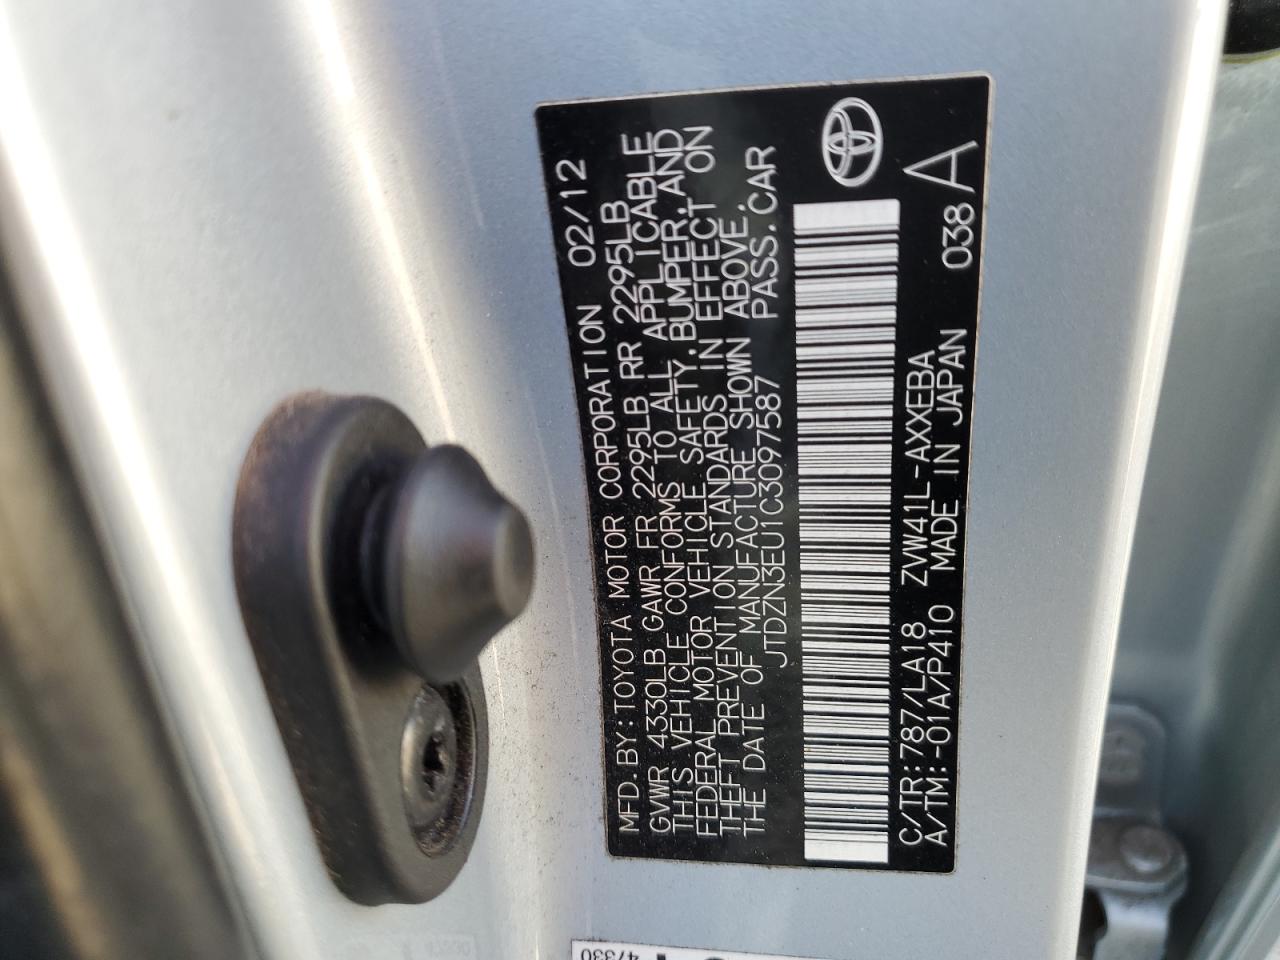 MFD. BY: TOYOTA MOTOR CORPORATION 02/12
GVWR 4330LB GAWR FR 2295LB RR 2295LB
THIS VEHICLE CONFORMS TO ALL APPLICABLE
FEDERAL MOTOR VEHICLE SAFETY, BUMPER, AND
THEFT PREVENTION STANDARDS IN EFFECT ON
THE DATE OF MANUFACTURE SHOWN ABOVE.
JTDZN3EU1C3097587 PASS. CAR
C/TR: 787/LA18 ZVW41L-AXXEBA
A/TM: -01A/P410 MADE IN JAPAN 038 A
47330